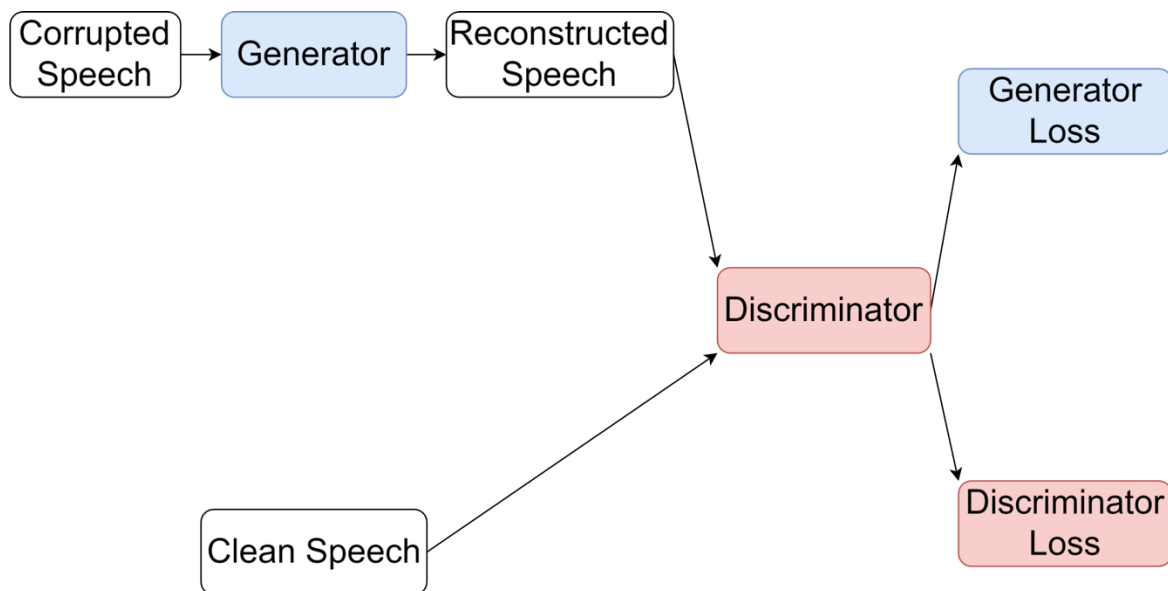 Corrupted
Speech
Generator
Reconstructed
Speech
Generator
Loss
Discriminator
Clean Speech
Discriminator
Loss